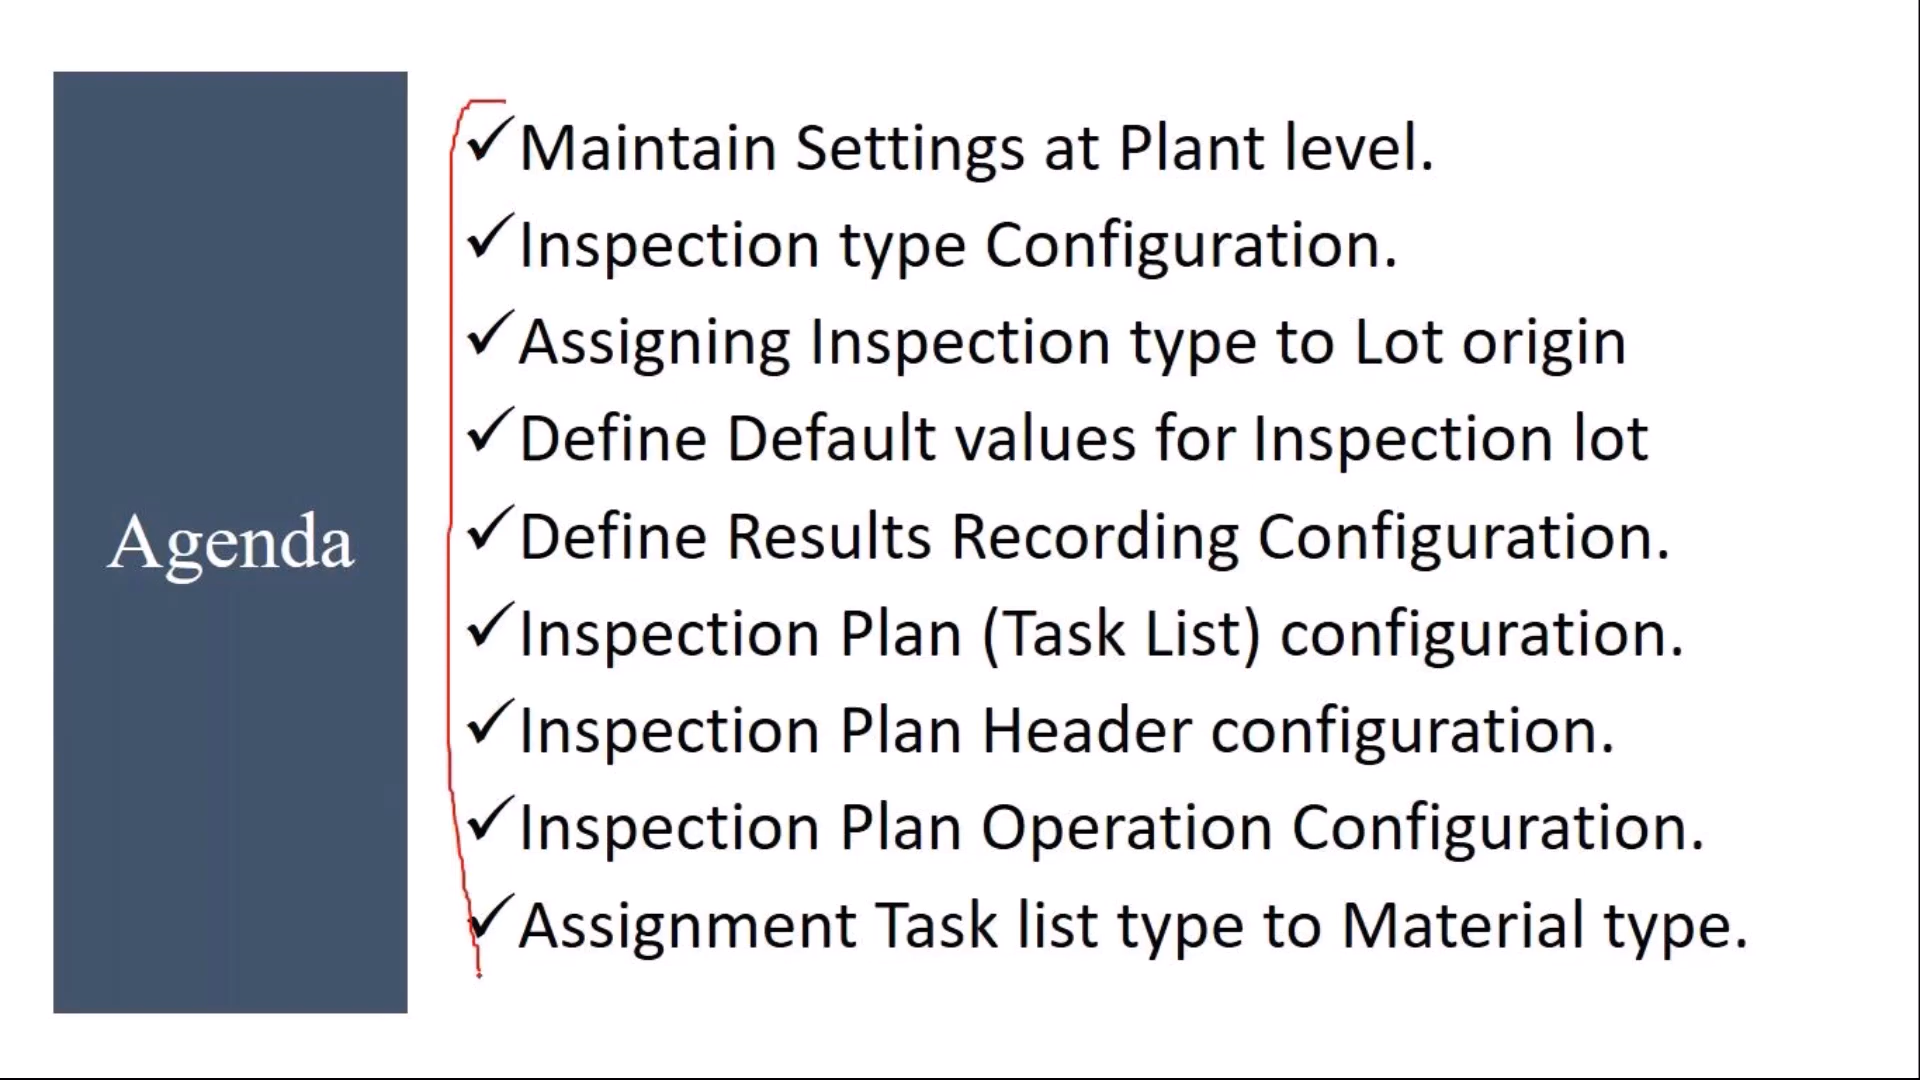 Agenda
✓Maintain Settings at Plant level.
✓Inspection type Configuration.
✓Assigning Inspection type to Lot origin
✓Define Default values for Inspection lot
✓Define Results Recording Configuration.
✓Inspection Plan (Task List) configuration.
✓Inspection Plan Header configuration.
✓Inspection Plan Operation Configuration.
✓Assignment Task list type to Material type.